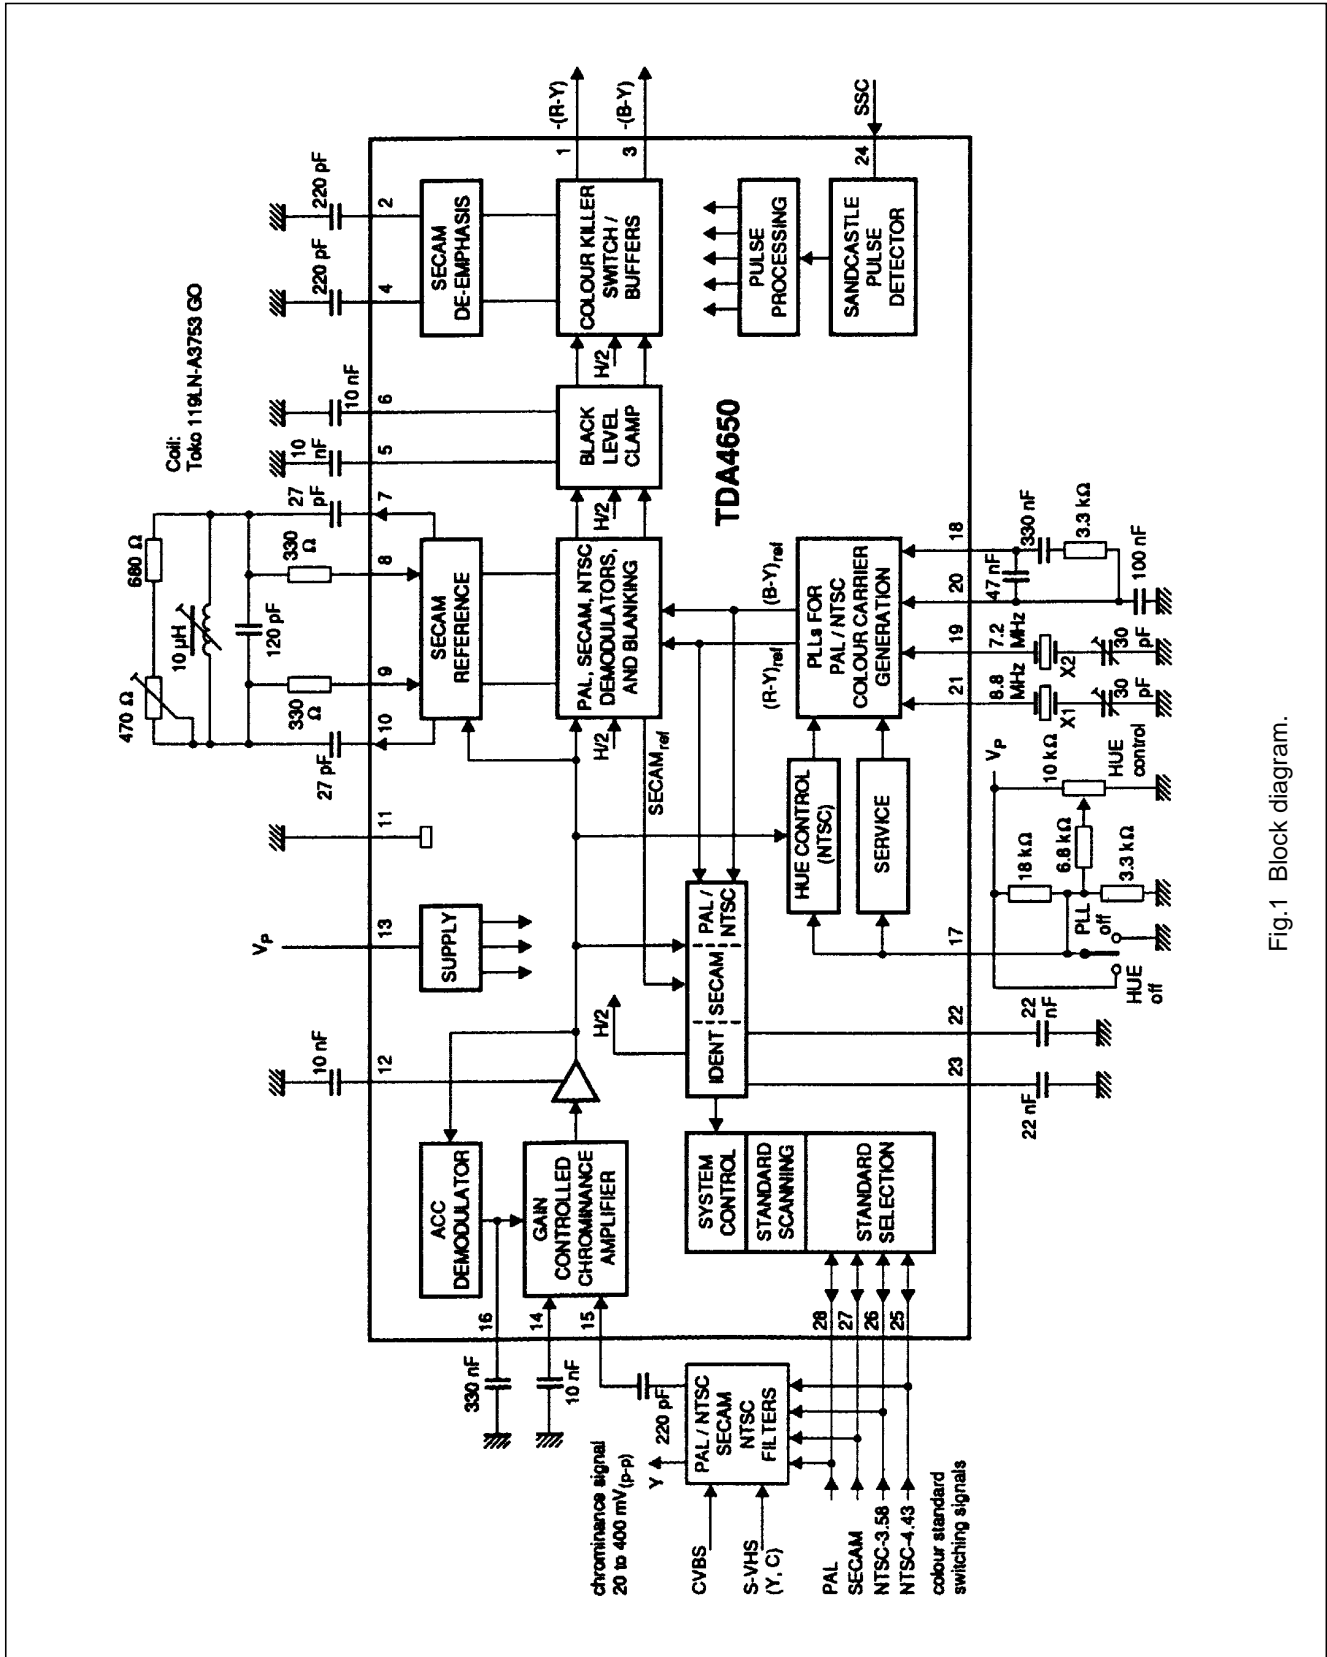 Coil:
Toko 119LN-A3753 GO
470 Ω
10 µH
680 Ω
120 pF
330
Ω
330
Ω
27 pF
27
pF
10 nF
V_P
10
nF
10 nF
220 pF
220 pF
12
13
11
10
9
8
7
5
6
4
2
330 nF
16
14
10 nF
15
220 pF
chrominance signal
20 to 400 mV(p-p)
ACC
DEMODULATOR
SUPPLY
SECAM
REFERENCE
SECAM
DE-EMPHASIS
GAIN
CONTROLLED
CHROMINANCE
AMPLIFIER
H/2
PAL, SECAM, NTSC
DEMODULATORS,
AND BLANKING
H/2
BLACK
LEVEL
CLAMP
H/2
COLOUR KILLER
SWITCH /
BUFFERS
1
-(R-Y)
3
-(B-Y)
H/2
SECAMref
Y
CVBS
S-VHS
(Y, C)
PAL / NTSC
SECAM
NTSC
FILTERS
PAL
SECAM
NTSC-3.58
NTSC-4.43
colour standard
switching signals
28
27
26
25
SYSTEM
CONTROL
STANDARD
SCANNING
STANDARD
SELECTION
IDENT
SECAM
PAL /
NTSC
HUE CONTROL
(NTSC)
SERVICE
(R-Y)ref
(B-Y)ref
PLLs FOR
PAL / NTSC
COLOUR CARRIER
GENERATION
TDA4650
PULSE
PROCESSING
SANDCASTLE
PULSE
DETECTOR
24
SSC
23
22
17
21
19
20
18
22 nF
22
nF
HUE
off
PLL
off
18 kΩ
6.8 kΩ
3.3 kΩ
V_P
10 kΩ
HUE
control
8.8
MHz
X1
30
pF
7.2
MHz
X2
30
pF
47 nF
330 nF
3.3 kΩ
100 nF
Fig.1 Block diagram.